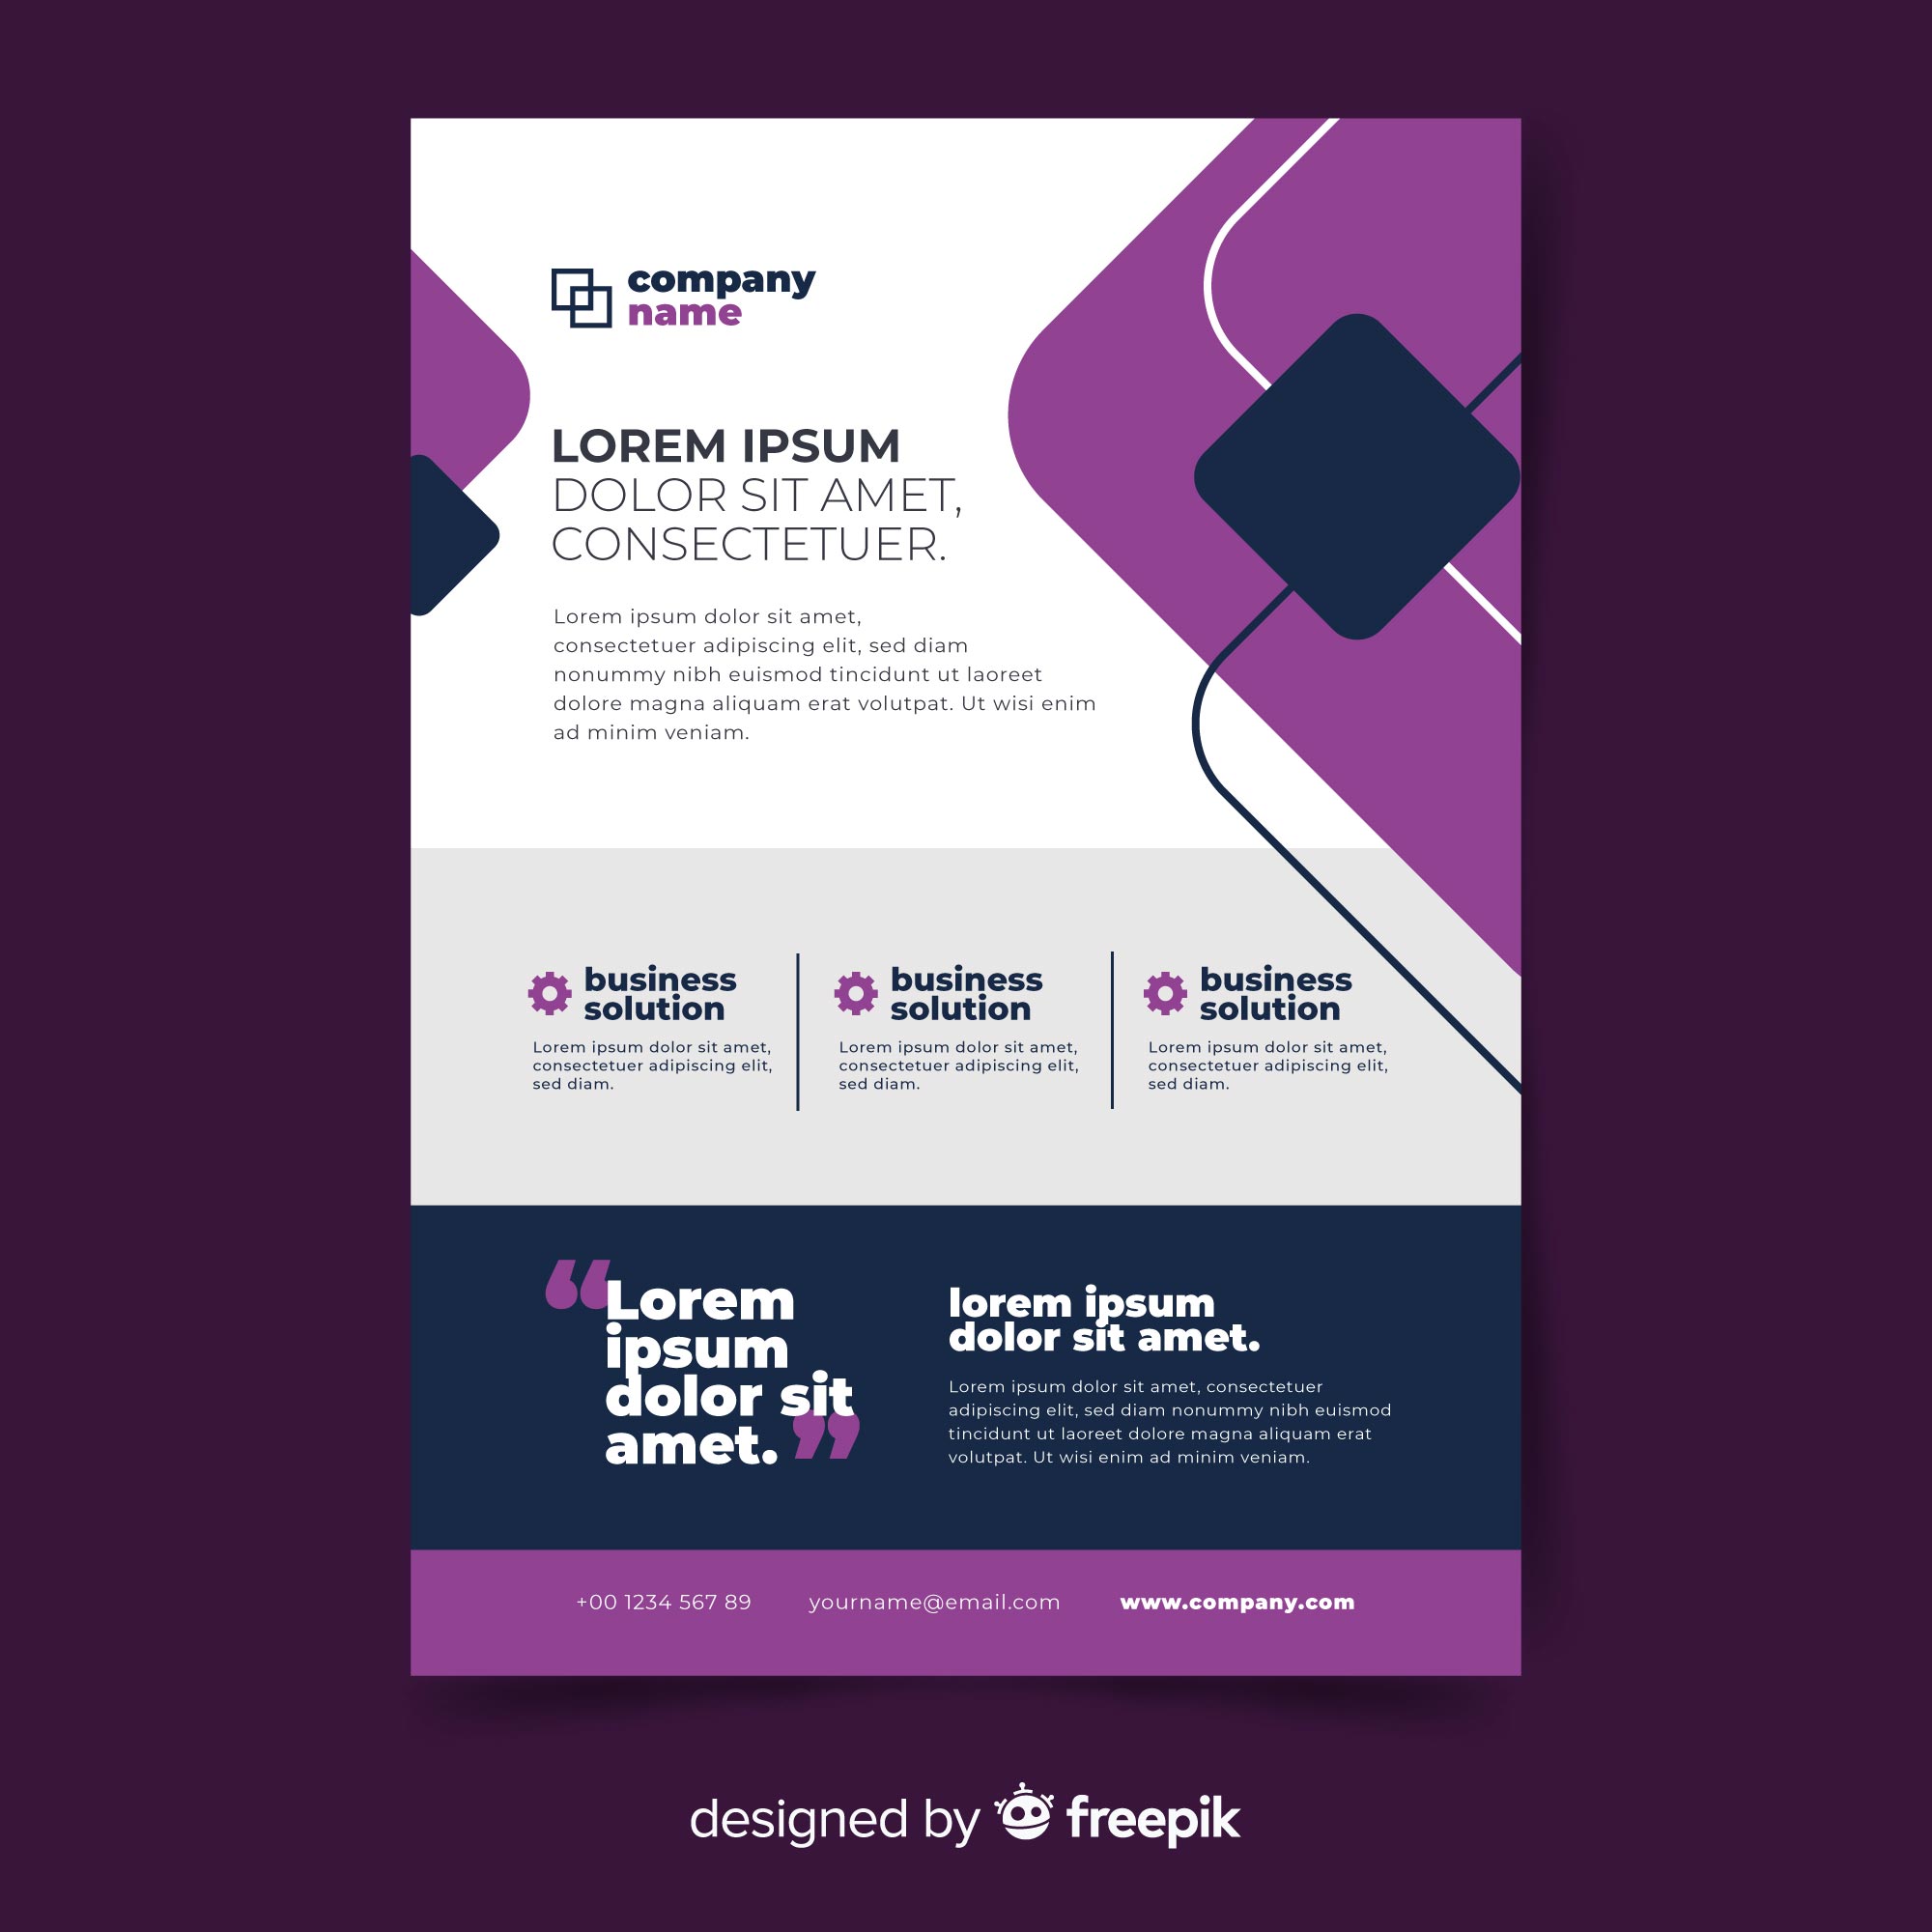 company
name
LOREM IPSUM
DOLOR SIT AMET,
CONSECTETUER.
Lorem ipsum dolor sit amet,
consectetuer adipiscing elit, sed diam
nonummy nibh euismod tincidunt ut laoreet
dolore magna aliquam erat volutpat. Ut wisi enim
ad minim veniam.
business
solution
Lorem ipsum dolor sit amet,
consectetuer adipiscing elit,
sed diam.
business
solution
Lorem ipsum dolor sit amet,
consectetuer adipiscing elit,
sed diam.
business
solution
Lorem ipsum dolor sit amet,
consectetuer adipiscing elit,
sed diam.
“Lorem
ipsum
dolor sit
amet.”
lorem ipsum
dolor sit amet.
Lorem ipsum dolor sit amet, consectetuer
adipiscing elit, sed diam nonummy nibh euismod
tincidunt ut laoreet dolore magna aliquam erat
volutpat. Ut wisi enim ad minim veniam.
+00 1234 567 89
yourname@email.com
www.company.com
designed by freepik